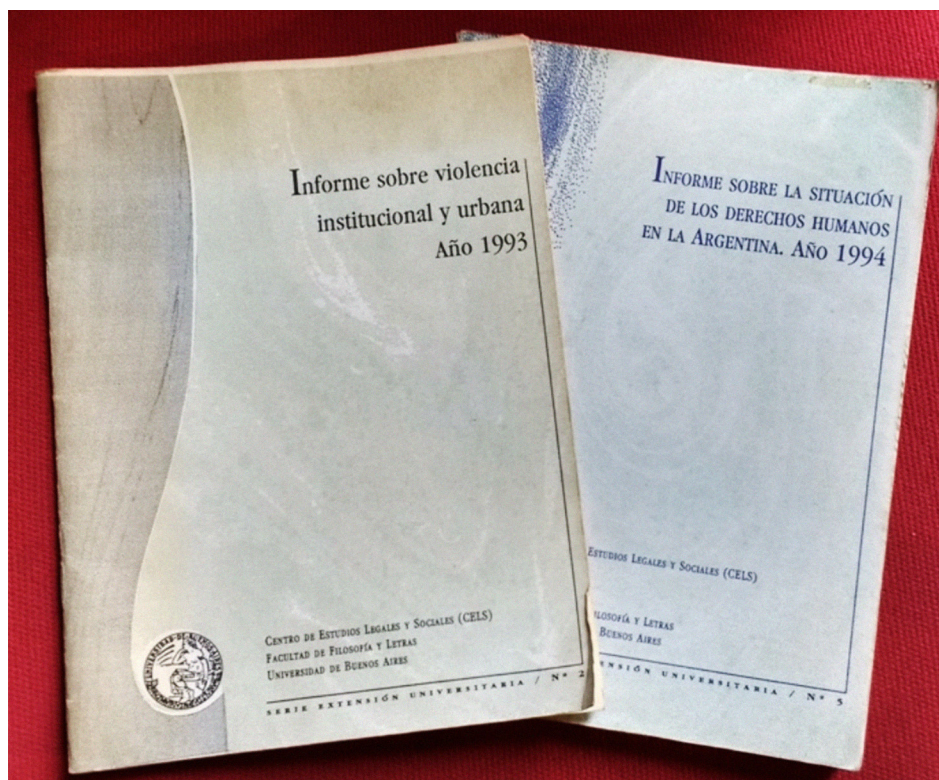 Informe sobre violencia
institucional y urbana
Año 1993
CENTRO DE ESTUDIOS LEGALES Y SOCIALES (CELS)
FACULTAD DE FILOSOFÍA Y LETRAS
UNIVERSIDAD DE BUENOS AIRES
SERIE EXTENSIÓN UNIVERSITARIA / Nº 2
INFORME SOBRE LA SITUACIÓN
DE LOS DERECHOS HUMANOS
EN LA ARGENTINA. AÑO 1994
ESTUDIOS LEGALES Y SOCIALES (CELS)
ILOSOFÍA Y LETRAS
BUENOS AIRES
TENSIÓN UNIVERSITARIA / Nº 5